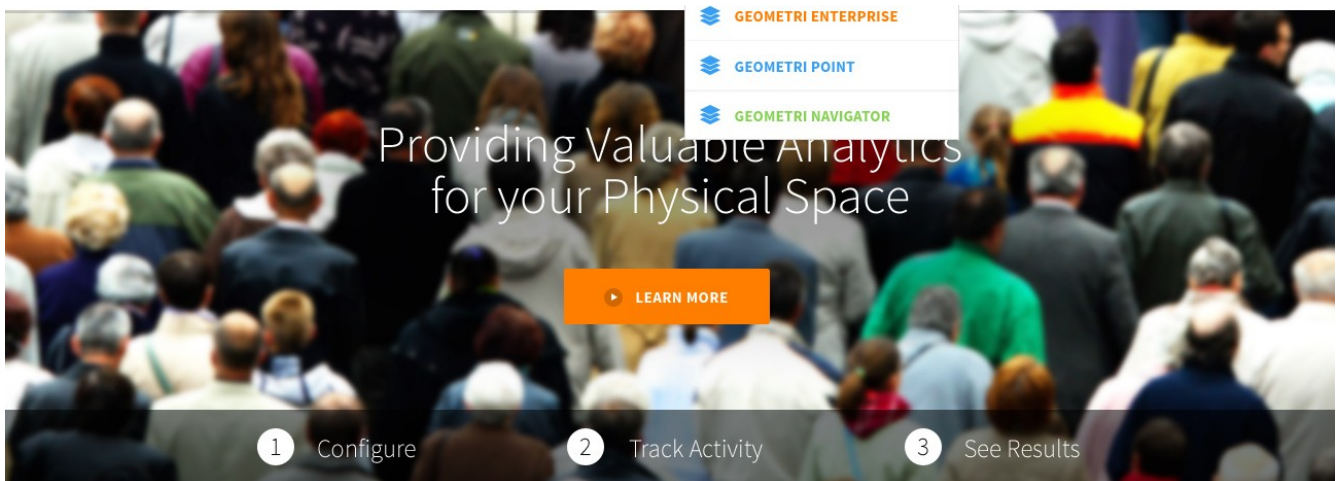 GEOMETRI ENTERPRISE
GEOMETRI POINT
GEOMETRI NAVIGATOR
Providing Valuable Analytics
for your Physical Space
LEARN MORE
1 Configure
2 Track Activity
3 See Results